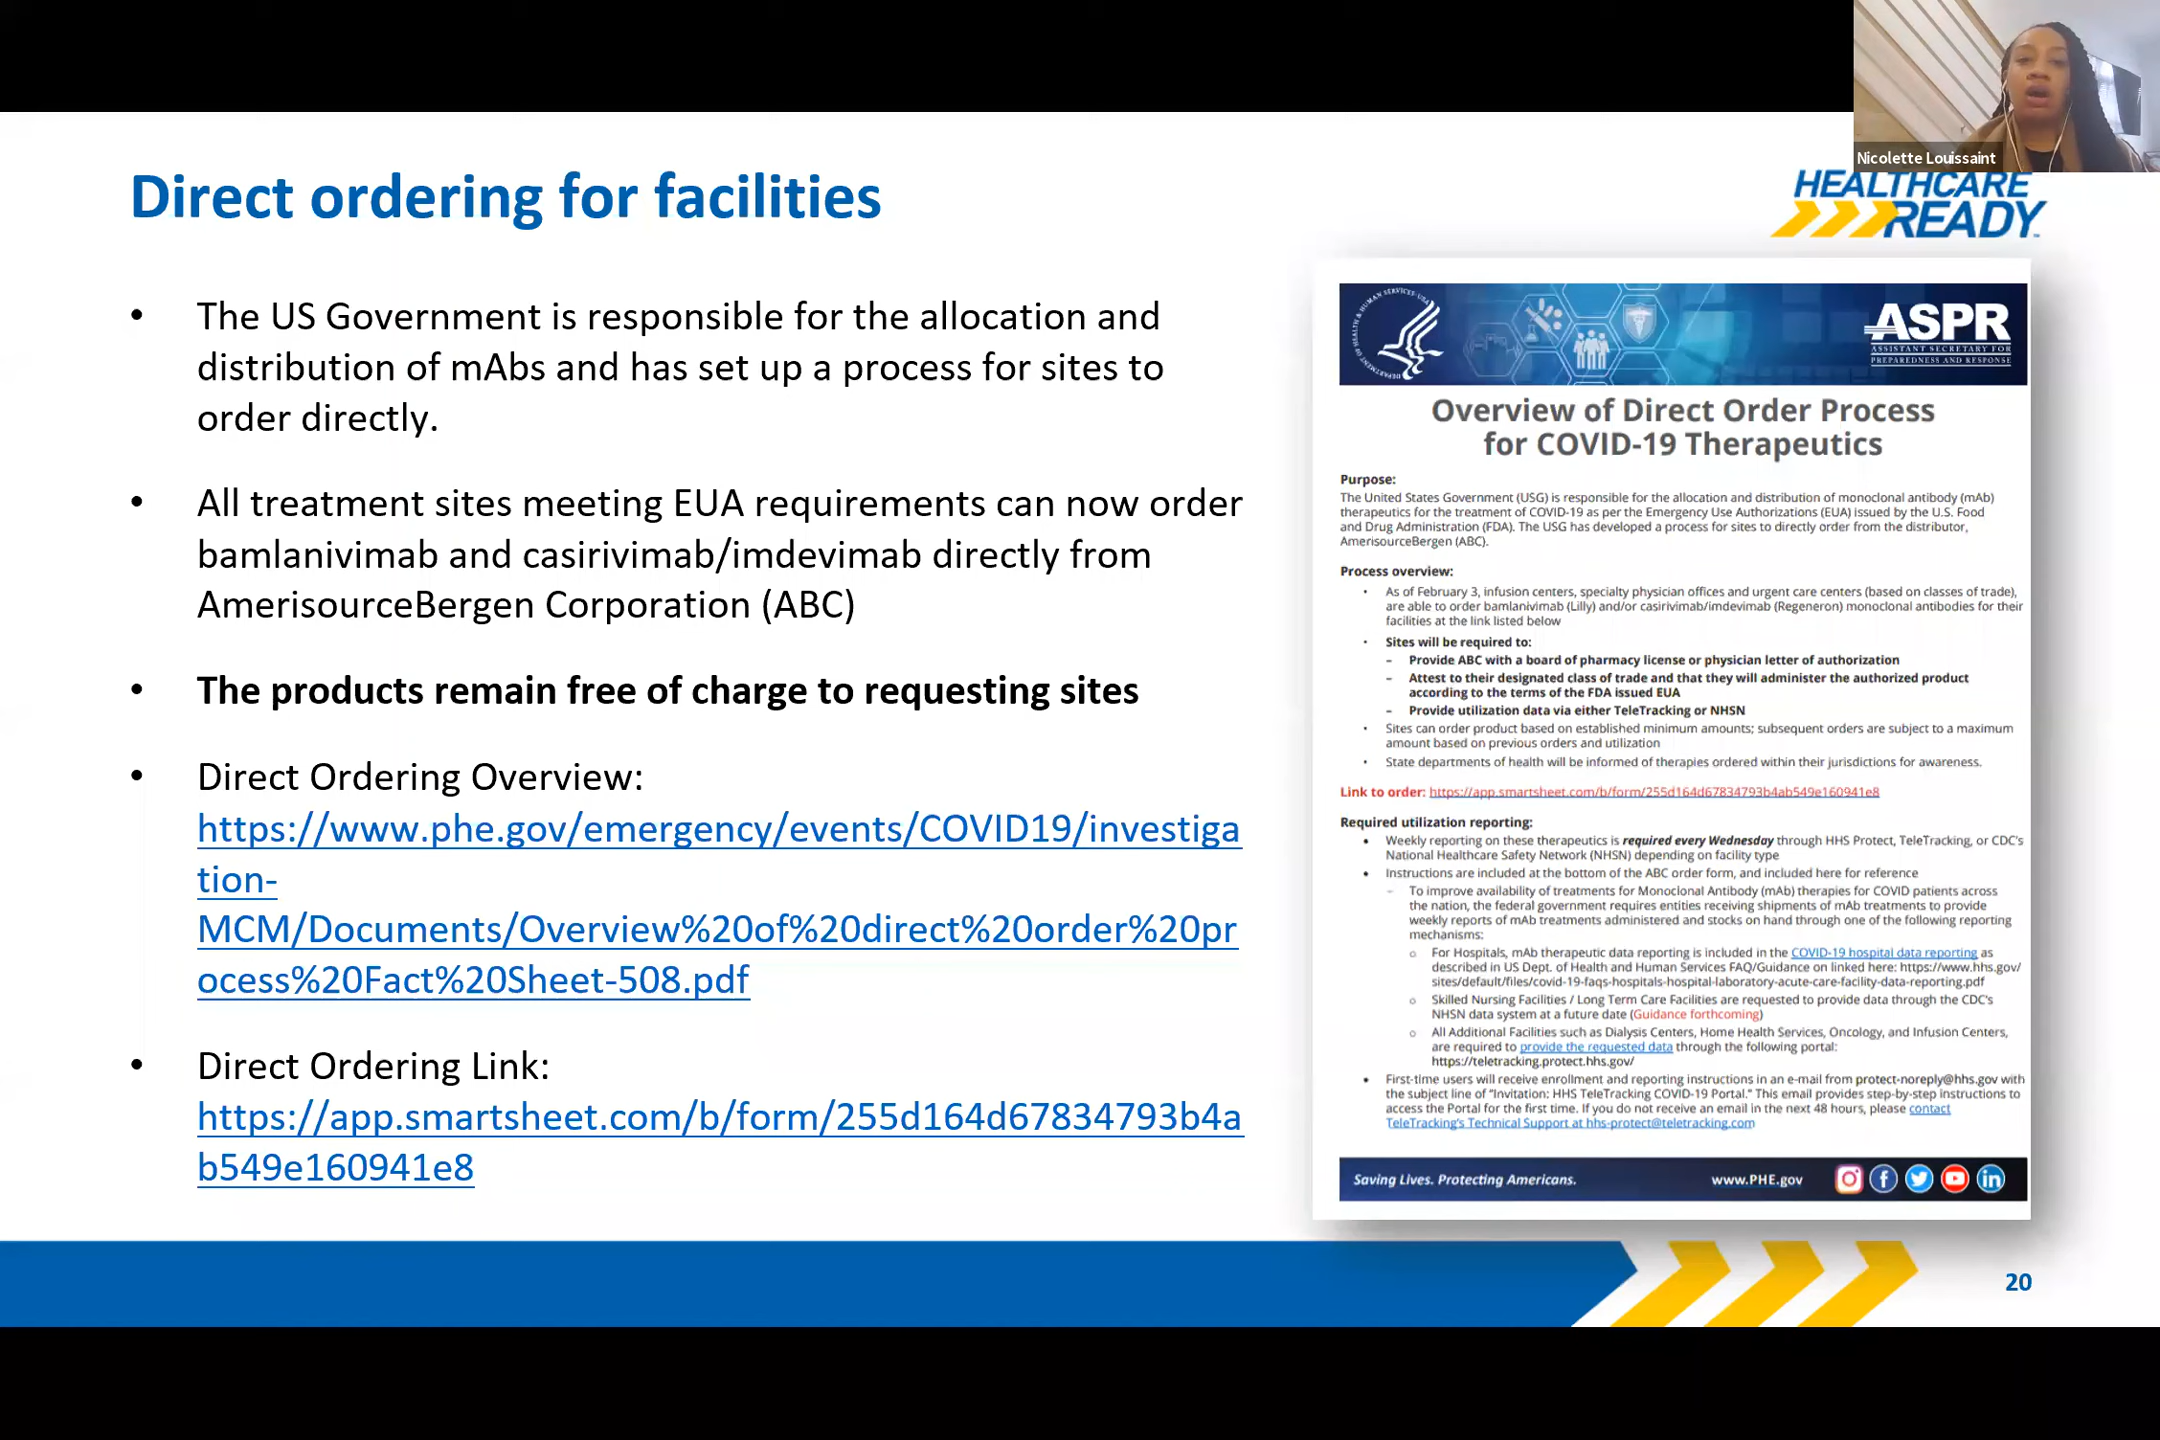 Nicolette Louissaint
Direct ordering for facilities
HEALTHCARE
READY
• The US Government is responsible for the allocation and
distribution of mAbs and has set up a process for sites to
order directly.
• All treatment sites meeting EUA requirements can now order
bamlanivimab and casirivimab/imdevimab directly from
AmerisourceBergen Corporation (ABC)
• The products remain free of charge to requesting sites
• Direct Ordering Overview:
https://www.phe.gov/emergency/events/COVID19/investiga
tion-
MCM/Documents/Overview%20of%20direct%20order%20pr
ocess%20Fact%20Sheet-508.pdf
• Direct Ordering Link:
https://app.smartsheet.com/b/form/255d164d67834793b4a
b549e160941e8
DEPARTMENT OF HEALTH & HUMAN SERVICES • USA
ASPR
ASSISTANT SECRETARY FOR
PREPAREDNESS AND RESPONSE
Overview of Direct Order Process
for COVID-19 Therapeutics
Purpose:
The United States Government (USG) is responsible for the allocation and distribution of monoclonal antibody (mAb)
therapeutics for the treatment of COVID-19 as per the Emergency Use Authorizations (EUA) issued by the U.S. Food
and Drug Administration (FDA). The USG has developed a process for sites to directly order from the distributor,
AmerisourceBergen (ABC).
Process overview:
• As of February 3, infusion centers, specialty physician offices and urgent care centers (based on classes of trade),
are able to order bamlanivimab (Lilly) and/or casirivimab/imdevimab (Regeneron) monoclonal antibodies for their
facilities at the link listed below
• Sites will be required to:
– Provide ABC with a board of pharmacy license or physician letter of authorization
– Attest to their designated class of trade and that they will administer the authorized product
according to the terms of the FDA issued EUA
– Provide utilization data via either TeleTracking or NHSN
• Sites can order product based on established minimum amounts; subsequent orders are subject to a maximum
amount based on previous orders and utilization
• State departments of health will be informed of therapies ordered within their jurisdictions for awareness.
Link to order: https://app.smartsheet.com/b/form/255d164d67834793b4ab549e160941e8
Required utilization reporting:
• Weekly reporting on these therapeutics is required every Wednesday through HHS Protect, TeleTracking, or CDC's
National Healthcare Safety Network (NHSN) depending on facility type
• Instructions are included at the bottom of the ABC order form, and included here for reference
– To improve availability of treatments for Monoclonal Antibody (mAb) therapies for COVID patients across
the nation, the federal government requires entities receiving shipments of mAb treatments to provide
weekly reports of mAb treatments administered and stocks on hand through one of the following reporting
mechanisms:
o For Hospitals, mAb therapeutic data reporting is included in the COVID-19 hospital data reporting as
described in US Dept. of Health and Human Services FAQ/Guidance on linked here: https://www.hhs.gov/
sites/default/files/covid-19-faqs-hospitals-hospital-laboratory-acute-care-facility-data-reporting.pdf
o Skilled Nursing Facilities / Long Term Care Facilities are requested to provide data through the CDC's
NHSN data system at a future date (Guidance forthcoming)
o All Additional Facilities such as Dialysis Centers, Home Health Services, Oncology, and Infusion Centers,
are required to provide the requested data through the following portal:
https://teletracking.protect.hhs.gov/
• First-time users will receive enrollment and reporting instructions in an e-mail from protect-noreply@hhs.gov with
the subject line of "Invitation: HHS TeleTracking COVID-19 Portal." This email provides step-by-step instructions to
access the Portal for the first time. If you do not receive an email in the next 48 hours, please contact
TeleTracking's Technical Support at hhs-protect@teletracking.com
Saving Lives. Protecting Americans.
www.PHE.gov
20